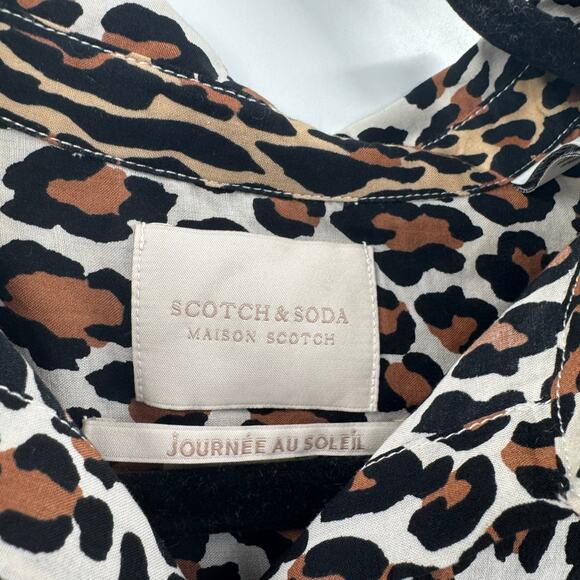 SCOTCH & SODA
MAISON SCOTCH
JOURNÉE AU SOLEIL